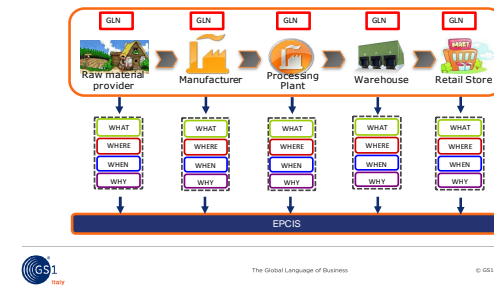 GLN GLN GLN GLN GLN
MEET
Raw material
provider
Manufacturer
Processing
Plant
Warehouse
Retail Store
WHAT WHAT WHAT WHAT WHAT
WHERE WHERE WHERE WHERE WHERE
WHEN WHEN WHEN WHEN WHEN
WHY WHY WHY WHY WHY
EPCIS
GS1
Italy
The Global Language of Business
© GS1